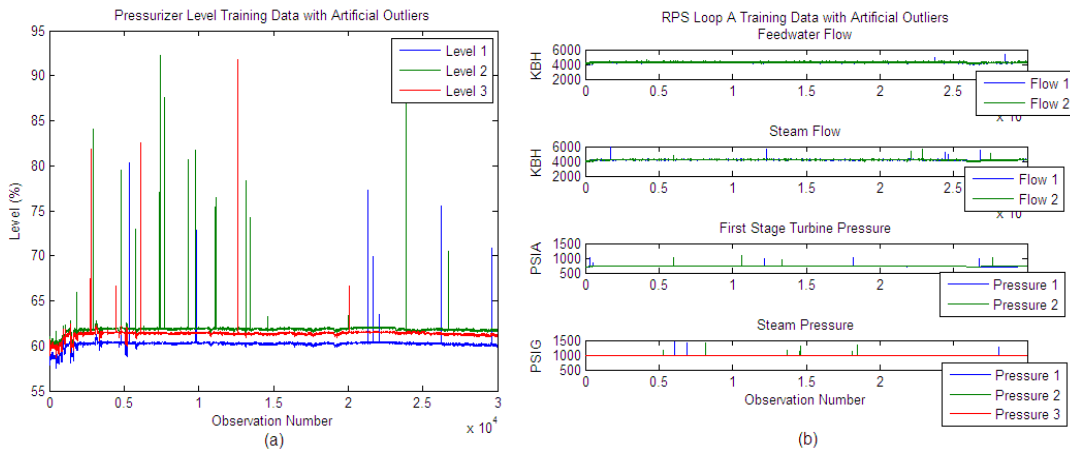 Pressurizer Level Training Data with Artificial Outliers
95
90
85
80
75
70
65
60
55
Level (%)
Level 1
Level 2
Level 3
0 0.5 1 1.5 2 2.5 3
Observation Number
x 10^4
(a)
RPS Loop A Training Data with Artificial Outliers
Feedwater Flow
6000
4000
2000
KBH
0 0.5 1 1.5 2 2.5
x 10
Flow 1
Flow 2
Steam Flow
6000
4000
2000
KBH
0 0.5 1 1.5 2 2.5
x 10
Flow 1
Flow 2
First Stage Turbine Pressure
1500
1000
500
PSIA
0 0.5 1 1.5 2
Pressure 1
Pressure 2
Steam Pressure
1500
1000
500
PSIG
0 0.5 1 1.5 2
Pressure 1
Pressure 2
Pressure 3
Observation Number
(b)